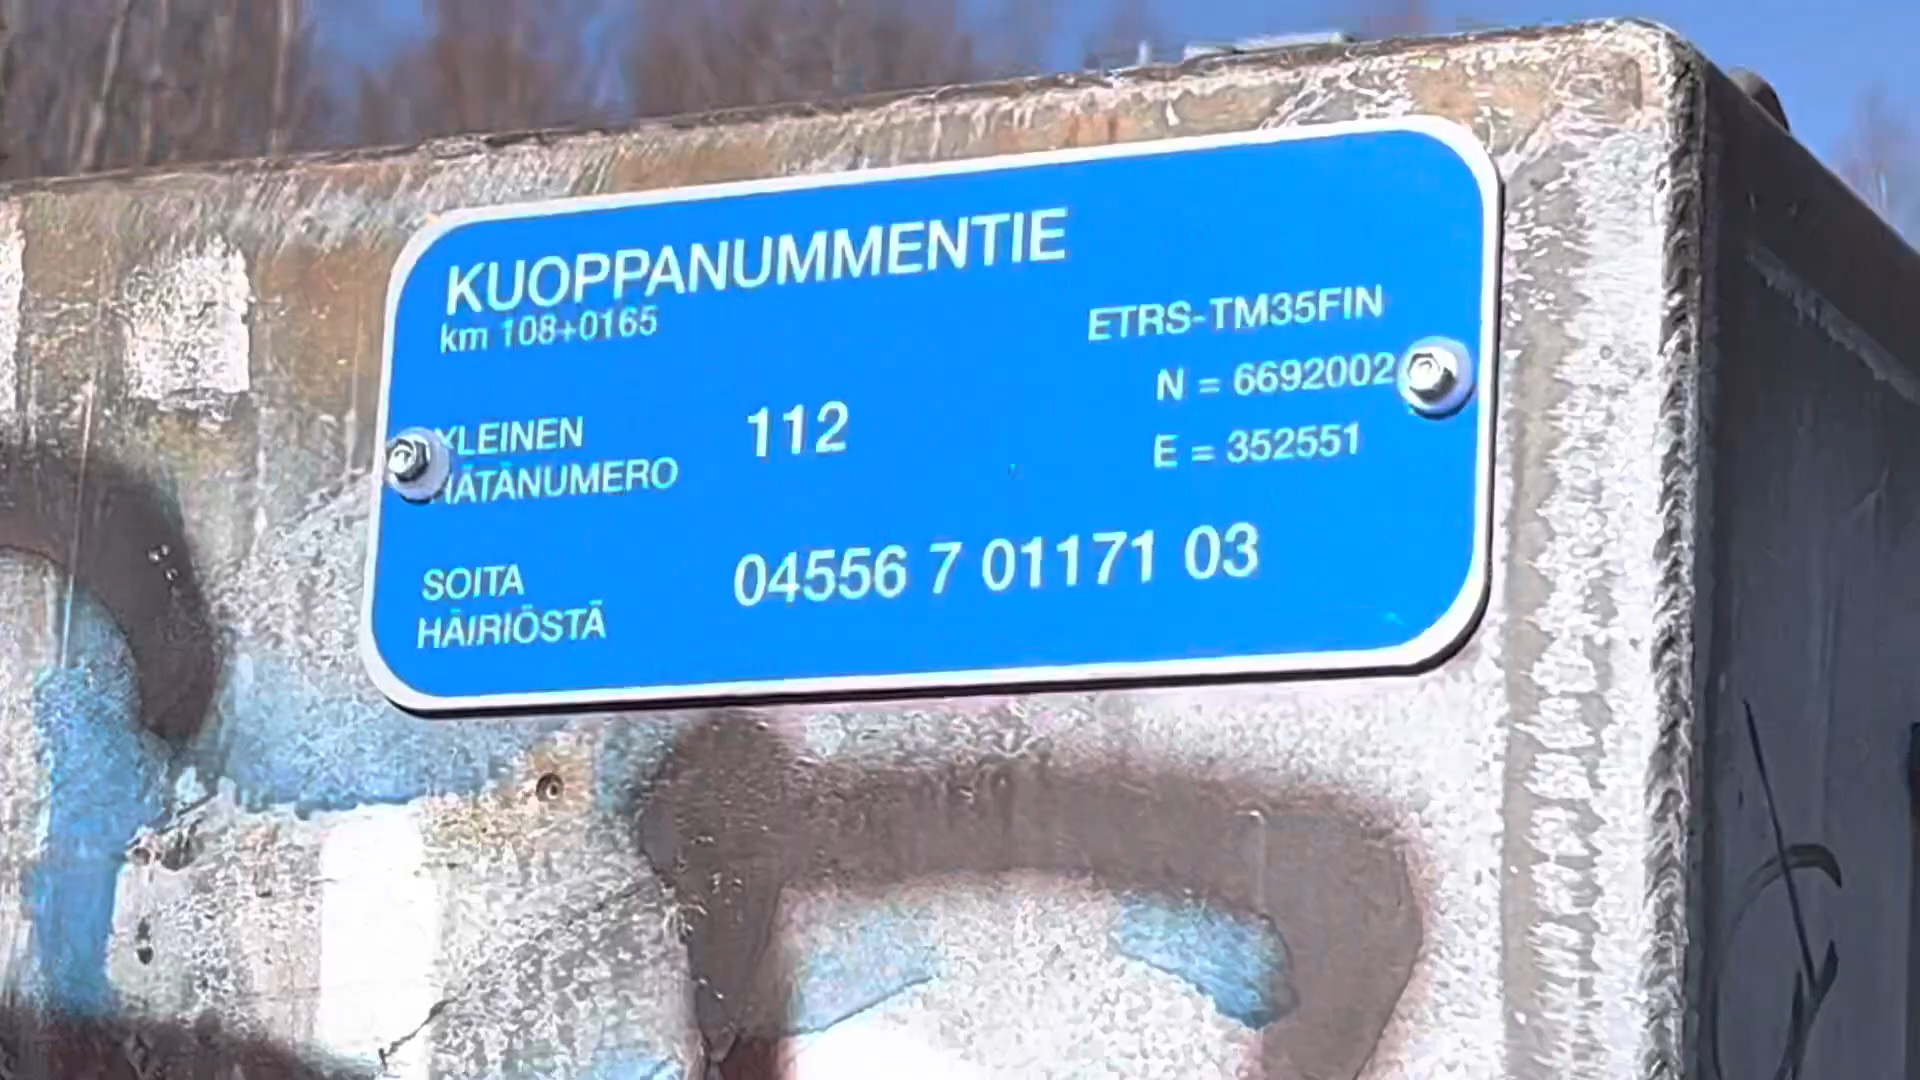 KUOPPANUMMENTIE
km 108+0165
ETRS-TM35FIN
N = 6692002
E = 352551
YLEINEN
HÄTÄNUMERO
112
SOITA
HÄIRIÖSTÄ
04556 7 01171 03